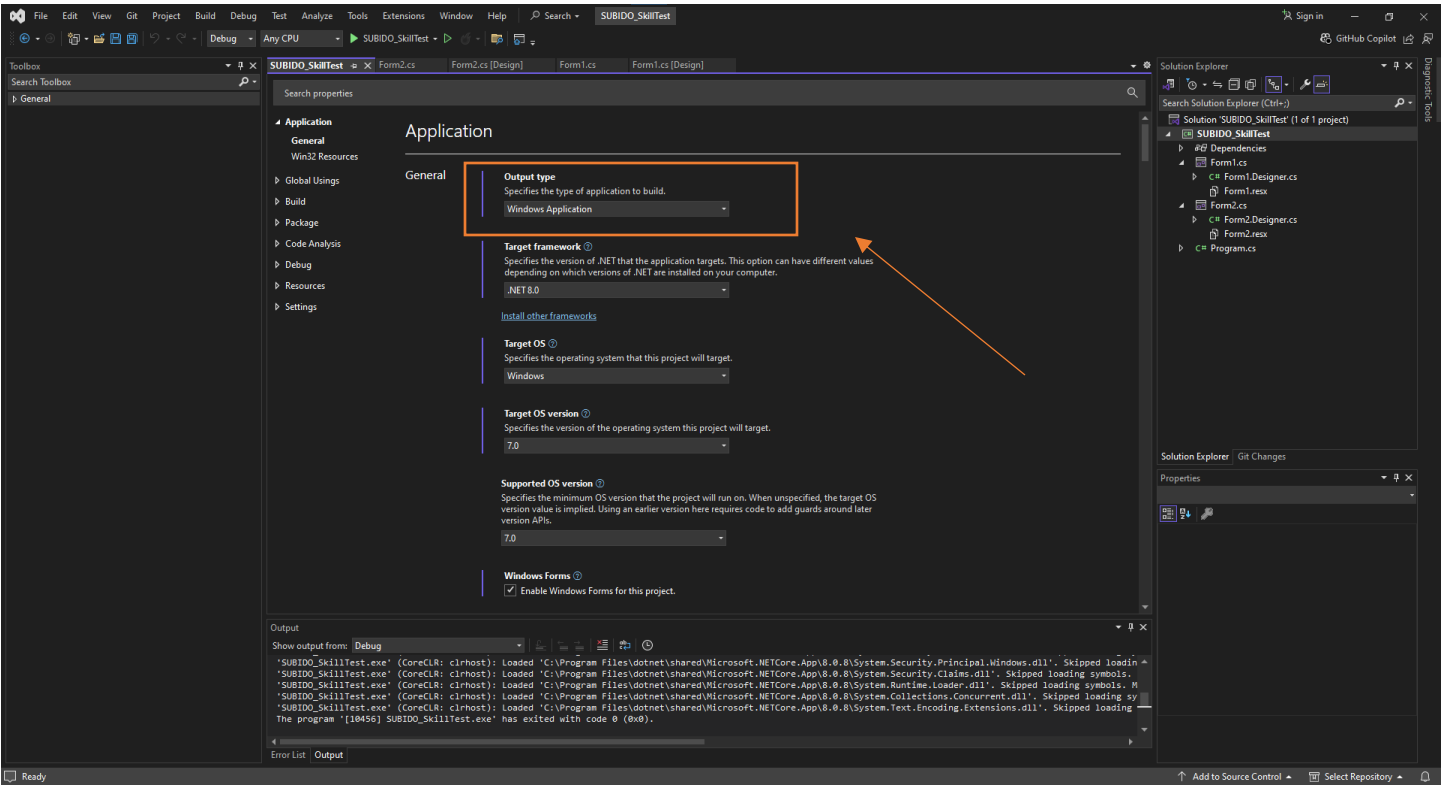 File Edit View Git Project Build Debug Test Analyze Tools Extensions Window Help Search SUBIDO_SkillTest Sign in
Debug Any CPU SUBIDO_SkillTest GitHub Copilot
Toolbox
Search Toolbox
General
SUBIDO_SkillTest Form2.cs Form2.cs [Design] Form1.cs Form1.cs [Design]
Search properties
Application
General
Win32 Resources
Global Usings
Build
Package
Code Analysis
Debug
Resources
Settings
Application
General
Output type
Specifies the type of application to build.
Windows Application
Target framework
Specifies the version of .NET that the application targets. This option can have different values
depending on which versions of .NET are installed on your computer.
.NET 8.0
Install other frameworks
Target OS
Specifies the operating system that this project will target.
Windows
Target OS version
Specifies the version of the operating system this project will target.
7.0
Supported OS version
Specifies the minimum OS version that the project will run on. When unspecified, the target OS
version value is implied. Using an earlier version here requires code to add guards around later
version APIs.
7.0
Windows Forms
Enable Windows Forms for this project.
Output
Show output from: Debug
'SUBIDO_SkillTest.exe' (CoreCLR: clrhost): Loaded 'C:\Program Files\dotnet\shared\Microsoft.NETCore.App\8.0.8\System.Security.Principal.Windows.dll'. Skipped loadin
'SUBIDO_SkillTest.exe' (CoreCLR: clrhost): Loaded 'C:\Program Files\dotnet\shared\Microsoft.NETCore.App\8.0.8\System.Security.Claims.dll'. Skipped loading symbols.
'SUBIDO_SkillTest.exe' (CoreCLR: clrhost): Loaded 'C:\Program Files\dotnet\shared\Microsoft.NETCore.App\8.0.8\System.Runtime.Loader.dll'. Skipped loading symbols. M
'SUBIDO_SkillTest.exe' (CoreCLR: clrhost): Loaded 'C:\Program Files\dotnet\shared\Microsoft.NETCore.App\8.0.8\System.Collections.Concurrent.dll'. Skipped loading sy
'SUBIDO_SkillTest.exe' (CoreCLR: clrhost): Loaded 'C:\Program Files\dotnet\shared\Microsoft.NETCore.App\8.0.8\System.Text.Encoding.Extensions.dll'. Skipped loading
The program '[10456] SUBIDO_SkillTest.exe' has exited with code 0 (0x0).
Error List Output
Solution Explorer
Search Solution Explorer (Ctrl+;)
Solution 'SUBIDO_SkillTest' (1 of 1 project)
SUBIDO_SkillTest
Dependencies
Form1.cs
C# Form1.Designer.cs
Form1.resx
Form2.cs
C# Form2.Designer.cs
Form2.resx
C# Program.cs
Solution Explorer Git Changes
Properties
Diagnostic Tools
Ready Add to Source Control Select Repository